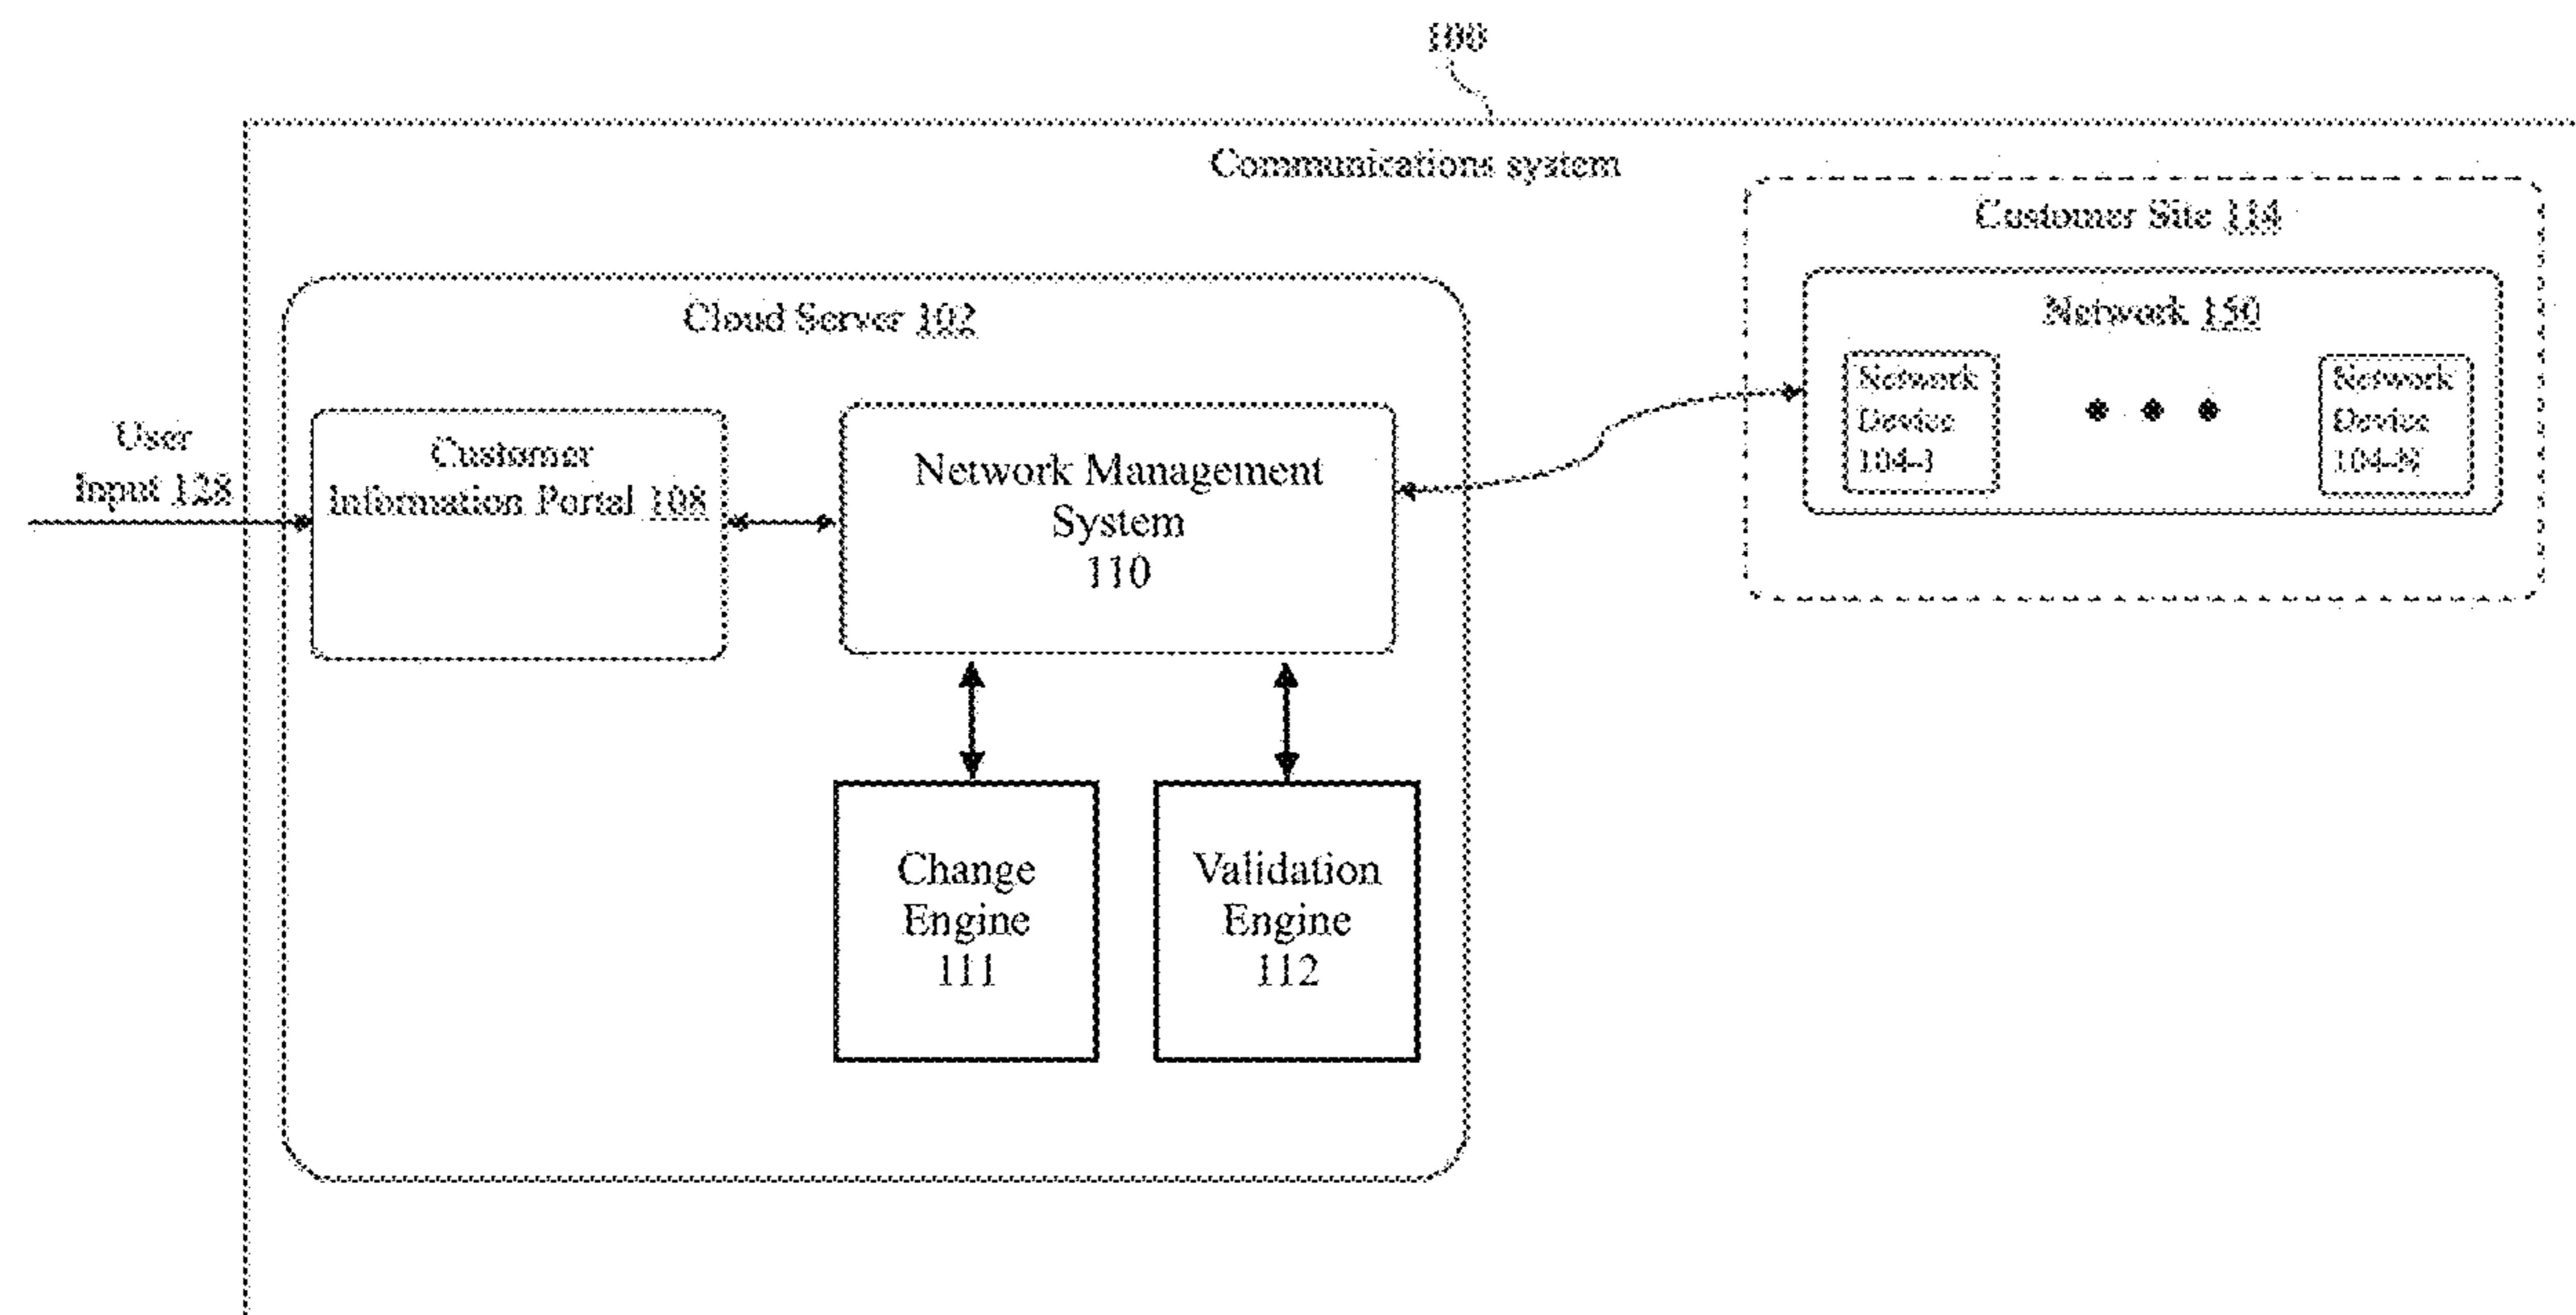 100
Communications system
Customer Site 114
Cloud Server 102
Network 150
Network
Device
104-1
Network
Device
104-N
User
Input 128
Customer
Information Portal 108
Network Management
System
110
Change
Engine
111
Validation
Engine
112